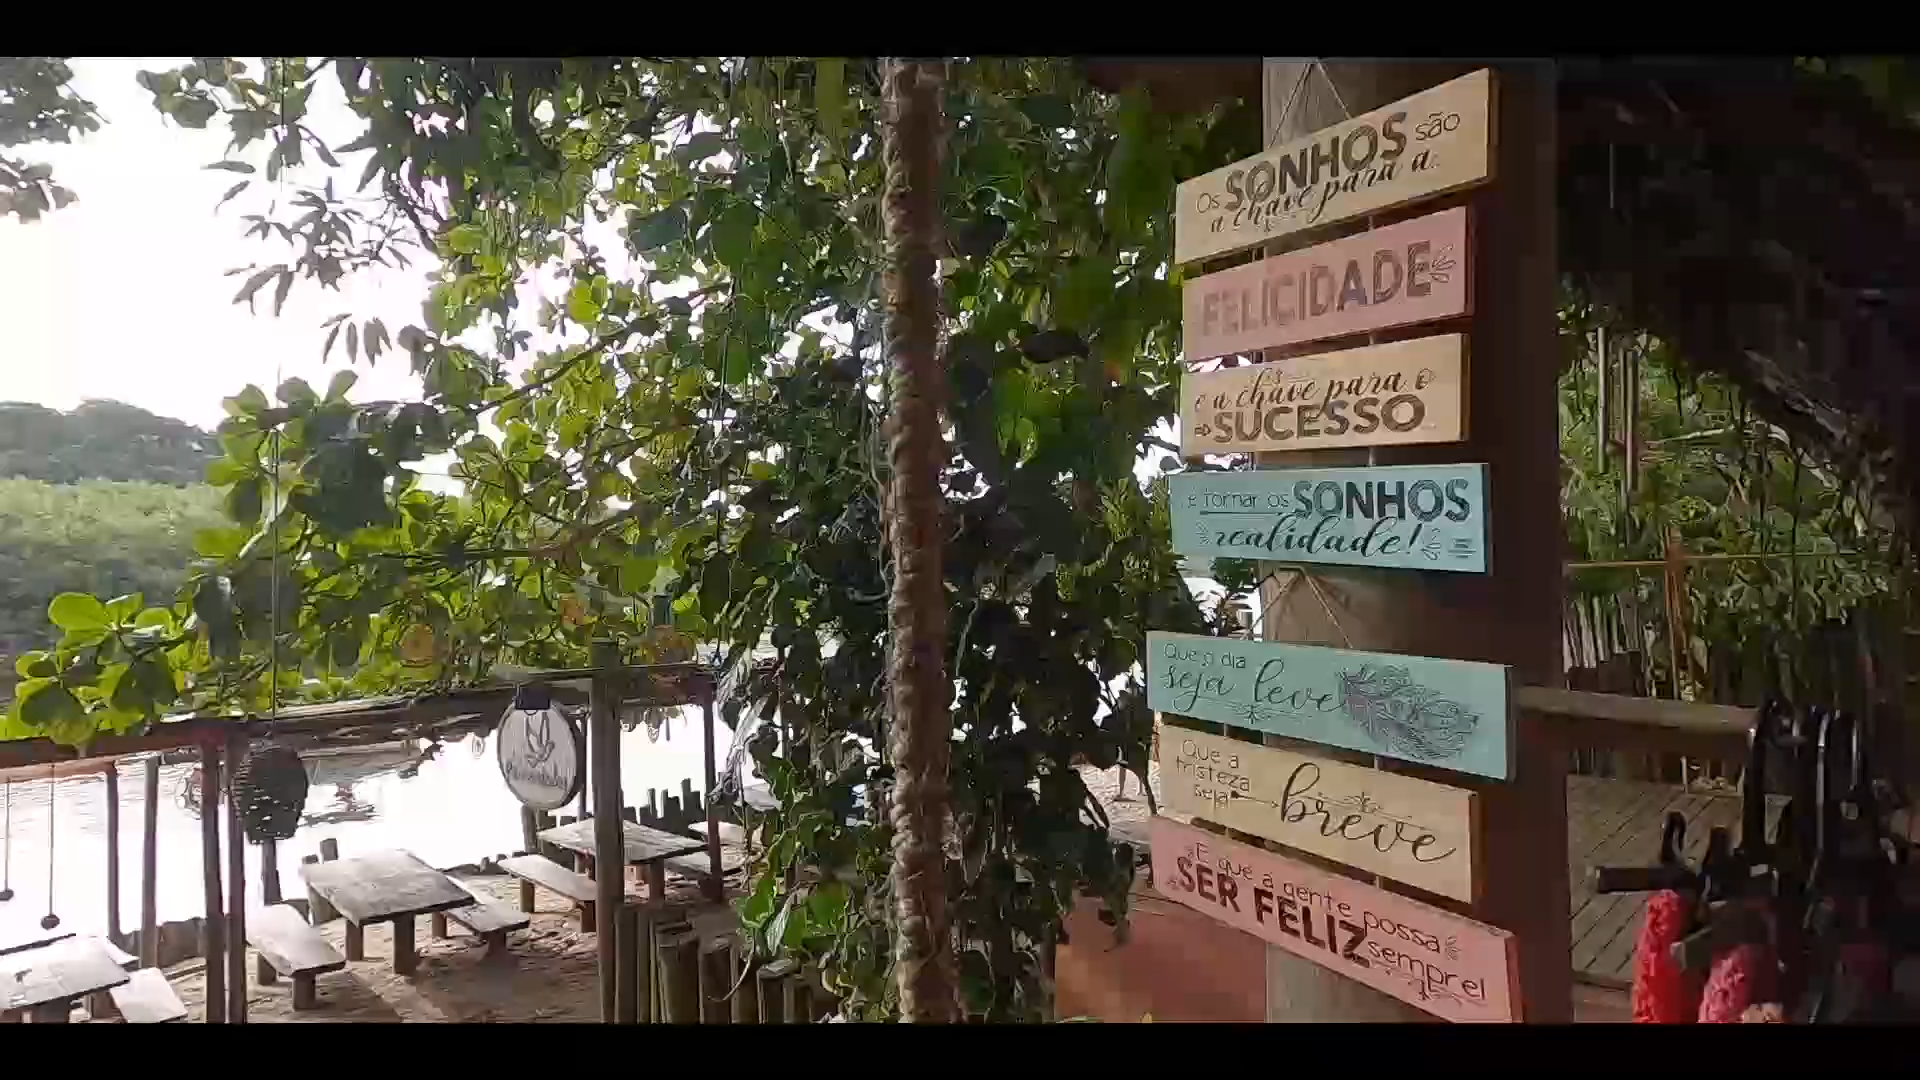 Os SONHOS são
a chave para a
FELICIDADE
e a chave para o
SUCESSO
é tornar os SONHOS
realidade!
Que o dia
seja leve
Que a
tristeza
seja breve
E que a gente possa
SER FELIZ sempre!